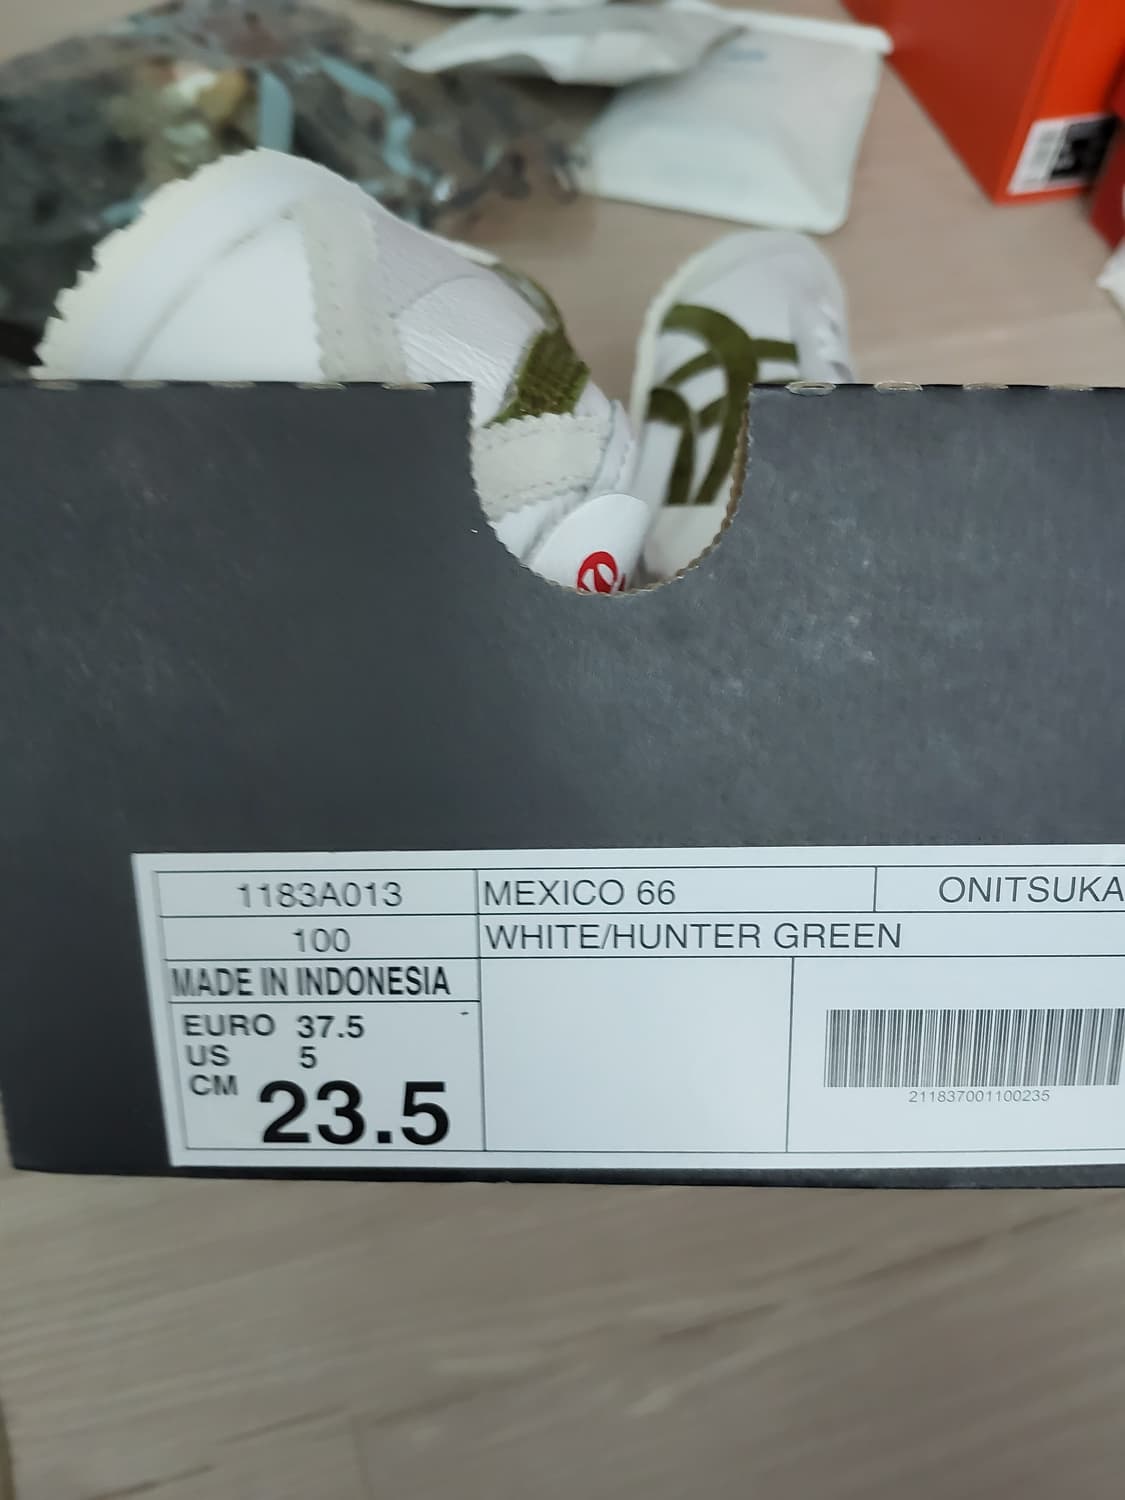 1183A013 MEXICO 66 ONITSUKA
100 WHITE/HUNTER GREEN
MADE IN INDONESIA
EURO 37.5
US 5
CM 23.5
211837001100235